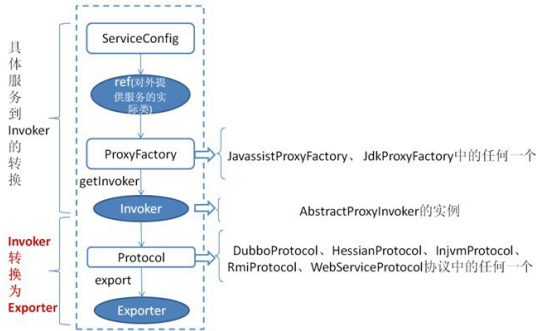 具
体
服
务
到
Invoker
的
转
换
ServiceConfig
ref(对外提
供服务的实
际类)
ProxyFactory
JavassistProxyFactory、JdkProxyFactory中的任何一个
getInvoker
Invoker
AbstractProxyInvoker的实例
Invoker
转
换
为
Exporter
Protocol
DubboProtocol、HessianProtocol、InjvmProtocol、
RmiProtocol、WebServiceProtocol协议中的任何一个
export
Exporter